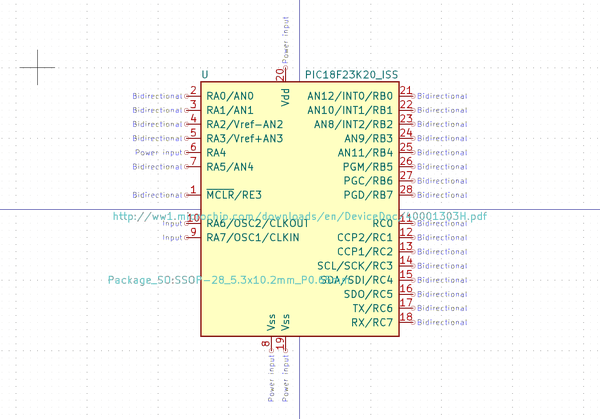 Power input
20
U PIC18F23K20_ISS
Vdd
Bidirectional 2 RA0/AN0 AN12/INT0/RB0 21 Bidirectional
Bidirectional 3 RA1/AN1 AN10/INT1/RB1 22 Bidirectional
Bidirectional 4 RA2/Vref-AN2 AN8/INT2/RB2 23 Bidirectional
Bidirectional 5 RA3/Vref+AN3 AN9/RB3 24 Bidirectional
Power input 6 RA4 AN11/RB4 25 Bidirectional
Bidirectional 7 RA5/AN4 PGM/RB5 26 Bidirectional
PGC/RB6 27 Bidirectional
Bidirectional 1 MCLR/RE3 PGD/RB7 28 Bidirectional
http://ww1.microchip.com/downloads/en/DeviceDoc/40001303H.pdf
Input 10 RA6/OSC2/CLKOUT RC0 11 Bidirectional
Input 9 RA7/OSC1/CLKIN CCP2/RC1 12 Bidirectional
CCP1/RC2 13 Bidirectional
SCL/SCK/RC3 14 Bidirectional
Package_SO:SSOP-28_5.3x10.2mm_P0.65mm SDA/SDI/RC4 15 Bidirectional
SDO/RC5 16 Bidirectional
TX/RC6 17 Bidirectional
RX/RC7 18 Bidirectional
Vss Vss
8 19
Power input Power input